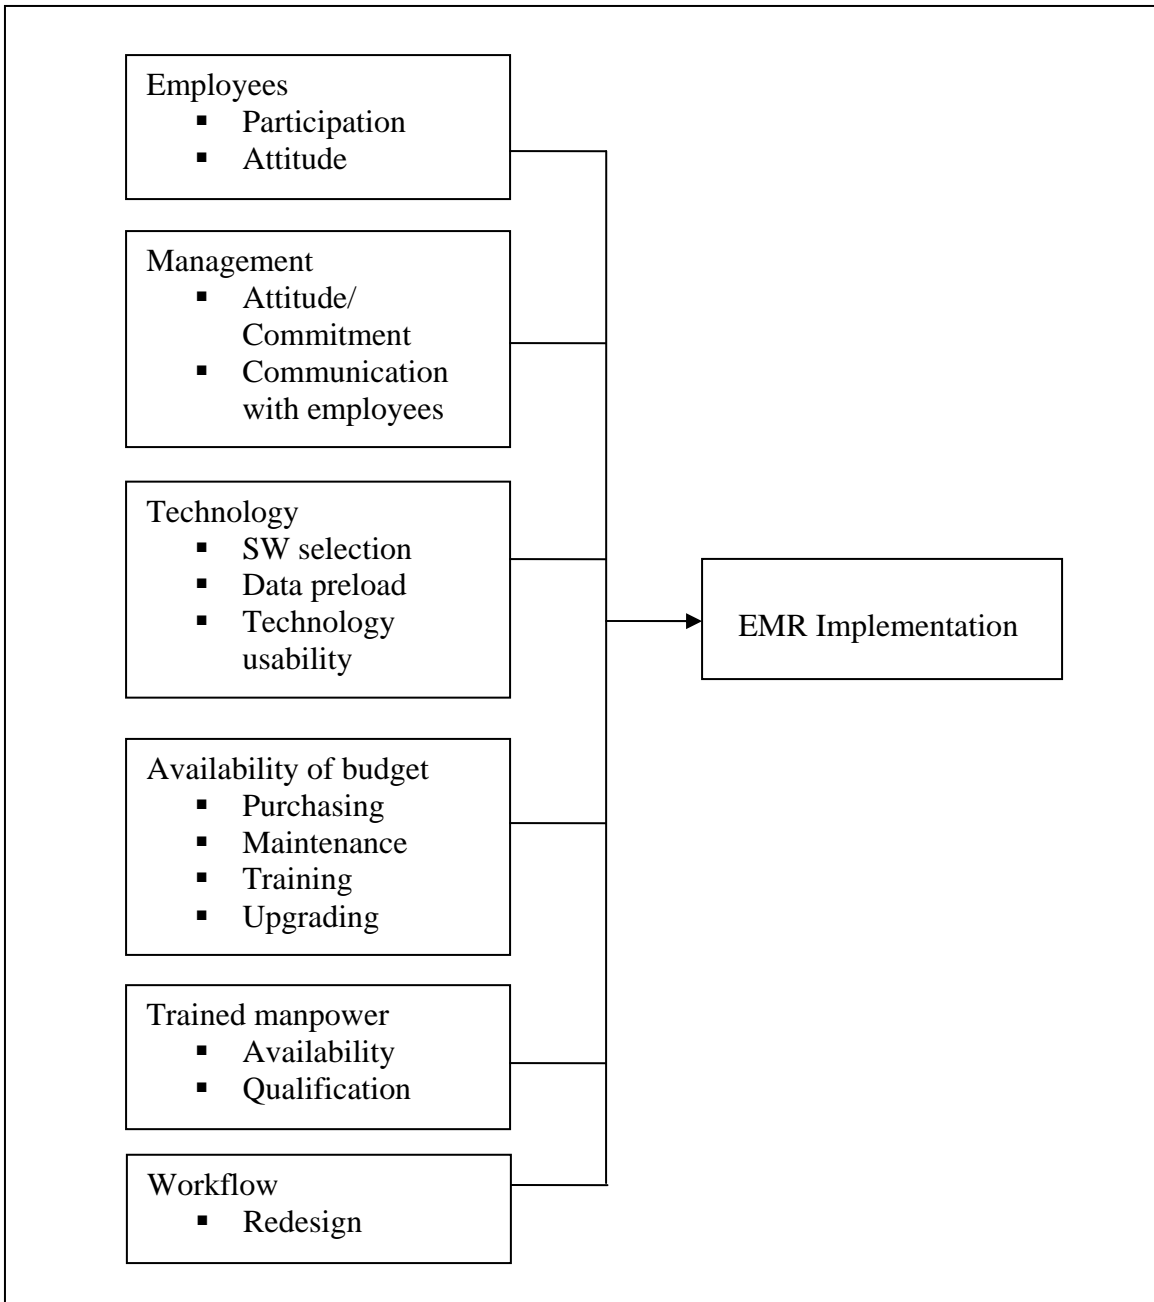 Employees
▪ Participation
▪ Attitude
Management
▪ Attitude/
Commitment
▪ Communication
with employees
Technology
▪ SW selection
▪ Data preload
▪ Technology
usability
EMR Implementation
Availability of budget
▪ Purchasing
▪ Maintenance
▪ Training
▪ Upgrading
Trained manpower
▪ Availability
▪ Qualification
Workflow
▪ Redesign